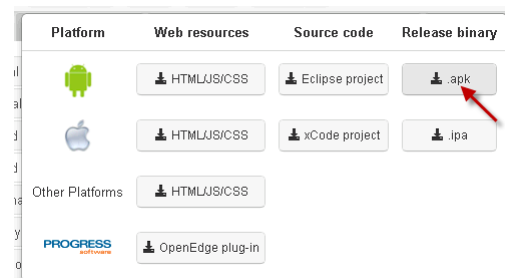 Platform Web resources Source code Release binary
HTML/JS/CSS Eclipse project .apk
HTML/JS/CSS xCode project .ipa
Other Platforms HTML/JS/CSS
PROGRESS software OpenEdge plug-in